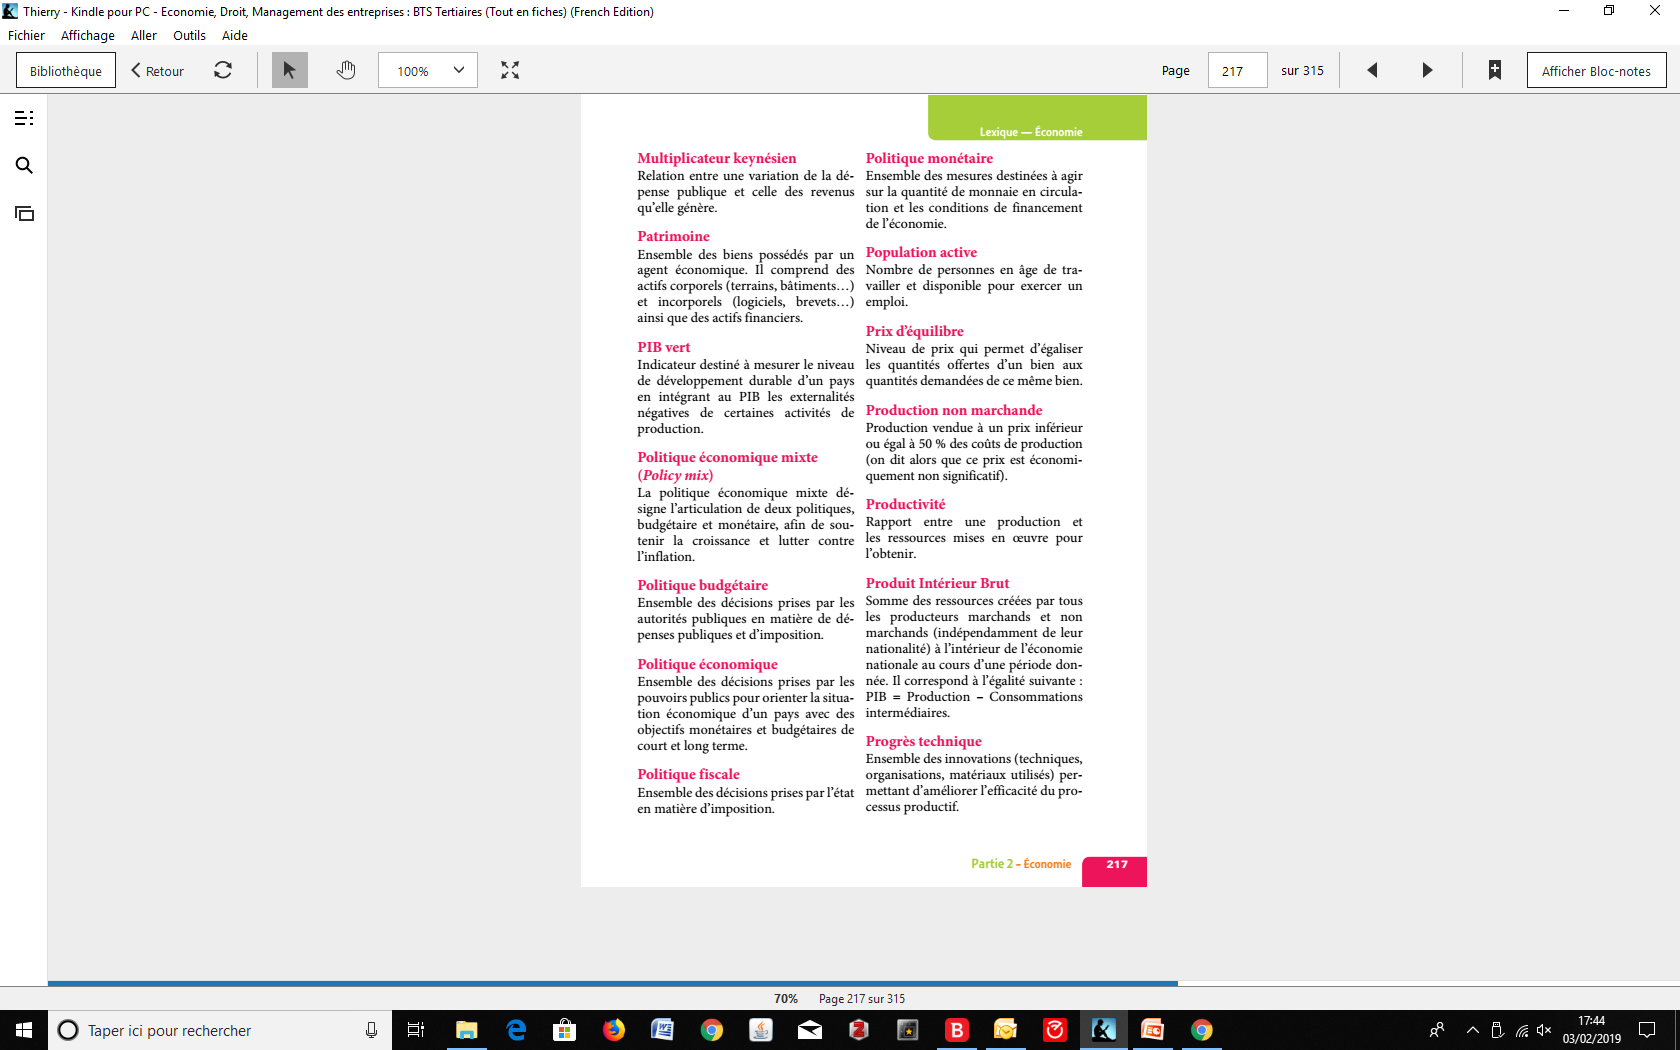 Thierry - Kindle pour PC - Economie, Droit, Management des entreprises : BTS Tertiaires (Tout en fiches) (French Edition)
Fichier Affichage Aller Outils Aide
Bibliothèque Retour 100% Page 217 sur 315 Afficher Bloc-notes
Lexique — Économie
Multiplicateur keynésien
Relation entre une variation de la dé-
pense publique et celle des revenus
qu'elle génère.
Patrimoine
Ensemble des biens possédés par un
agent économique. Il comprend des
actifs corporels (terrains, bâtiments…)
et incorporels (logiciels, brevets…)
ainsi que des actifs financiers.
PIB vert
Indicateur destiné à mesurer le niveau
de développement durable d'un pays
en intégrant au PIB les externalités
négatives de certaines activités de
production.
Politique économique mixte
(Policy mix)
La politique économique mixte dé-
signe l'articulation de deux politiques,
budgétaire et monétaire, afin de sou-
tenir la croissance et lutter contre
l'inflation.
Politique budgétaire
Ensemble des décisions prises par les
autorités publiques en matière de dé-
penses publiques et d'imposition.
Politique économique
Ensemble des décisions prises par les
pouvoirs publics pour orienter la situa-
tion économique d'un pays avec des
objectifs monétaires et budgétaires de
court et long terme.
Politique fiscale
Ensemble des décisions prises par l'état
en matière d'imposition.
Politique monétaire
Ensemble des mesures destinées à agir
sur la quantité de monnaie en circula-
tion et les conditions de financement
de l'économie.
Population active
Nombre de personnes en âge de tra-
vailler et disponible pour exercer un
emploi.
Prix d'équilibre
Niveau de prix qui permet d'égaliser
les quantités offertes d'un bien aux
quantités demandées de ce même bien.
Production non marchande
Production vendue à un prix inférieur
ou égal à 50 % des coûts de production
(on dit alors que ce prix est économi-
quement non significatif).
Productivité
Rapport entre une production et
les ressources mises en œuvre pour
l'obtenir.
Produit Intérieur Brut
Somme des ressources créées par tous
les producteurs marchands et non
marchands (indépendamment de leur
nationalité) à l'intérieur de l'économie
nationale au cours d'une période don-
née. Il correspond à l'égalité suivante :
PIB = Production – Consommations
intermédiaires.
Progrès technique
Ensemble des innovations (techniques,
organisations, matériaux utilisés) per-
mettant d'améliorer l'efficacité du pro-
cessus productif.
Partie 2 – Économie 217
70% Page 217 sur 315
Taper ici pour rechercher
17:44
03/02/2019